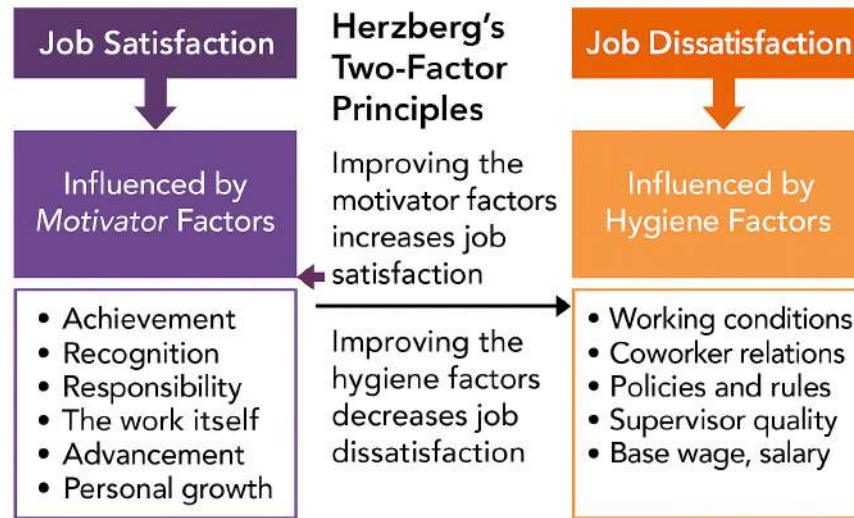 Job Satisfaction
Influenced by
Motivator Factors
• Achievement
• Recognition
• Responsibility
• The work itself
• Advancement
• Personal growth
Herzberg's
Two-Factor
Principles
Improving the
motivator factors
increases job
satisfaction
Improving the
hygiene factors
decreases job
dissatisfaction
Job Dissatisfaction
Influenced by
Hygiene Factors
• Working conditions
• Coworker relations
• Policies and rules
• Supervisor quality
• Base wage, salary